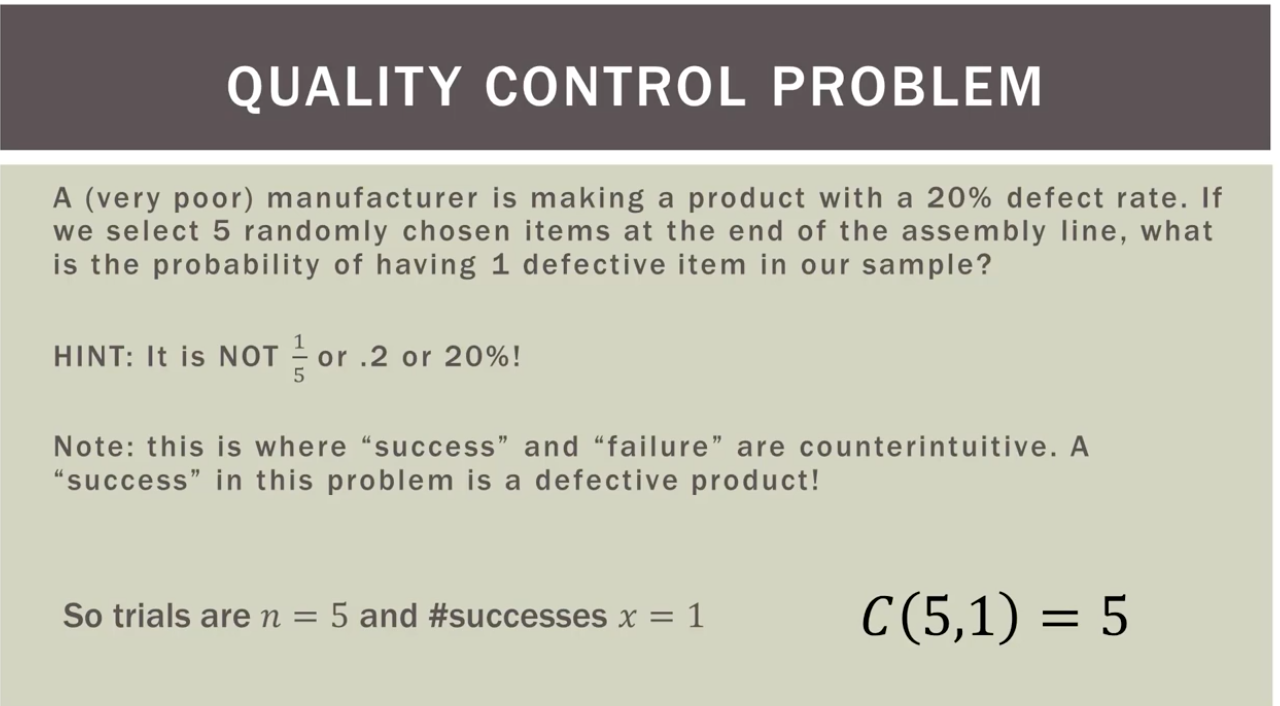 QUALITY CONTROL PROBLEM
A (very poor) manufacturer is making a product with a 20% defect rate. If
we select 5 randomly chosen items at the end of the assembly line, what
is the probability of having 1 defective item in our sample?
HINT: It is NOT 1/5 or .2 or 20%!
Note: this is where “success” and “failure” are counterintuitive. A
“success” in this problem is a defective product!
So trials are n = 5 and #successes x = 1
C(5,1) = 5